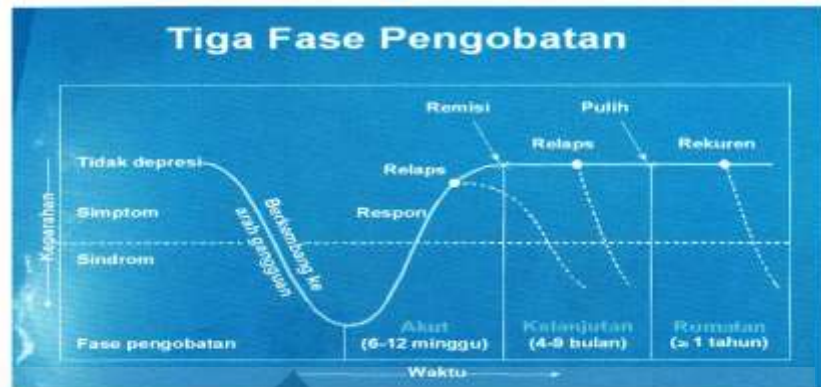 Tiga Fase Pengobatan
Remisi
Pulih
Tidak depresi
Relaps
Relaps
Rekuren
Simptom
Respon
Berkembang ke
arah gangguan
Keparahan
Sindrom
Akut
Kelanjutan
Rumatan
Fase pengobatan
(6-12 minggu)
(4-9 bulan)
(≥ 1 tahun)
Waktu